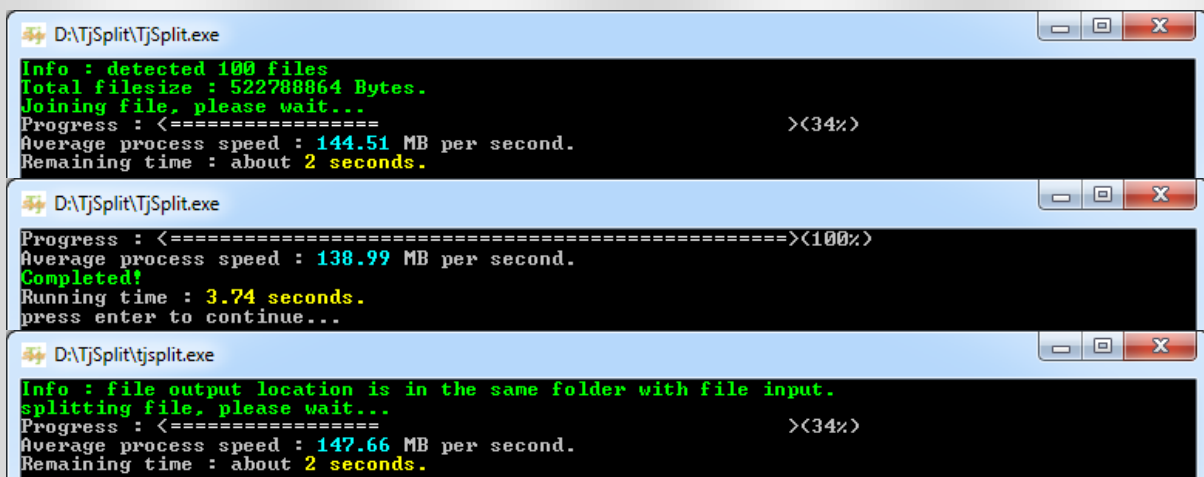 D:\TjSplit\TjSplit.exe
Info : detected 100 files
Total filesize : 522788864 Bytes.
Joining file, please wait...
Progress : <=================                                 >(34%)
Average process speed : 144.51 MB per second.
Remaining time : about 2 seconds.
D:\TjSplit\TjSplit.exe
Progress : <==================================================>(100%)
Average process speed : 138.99 MB per second.
Completed!
Running time : 3.74 seconds.
press enter to continue...
D:\TjSplit\tjsplit.exe
Info : file output location is in the same folder with file input.
splitting file, please wait...
Progress : <=================                                 >(34%)
Average process speed : 147.66 MB per second.
Remaining time : about 2 seconds.